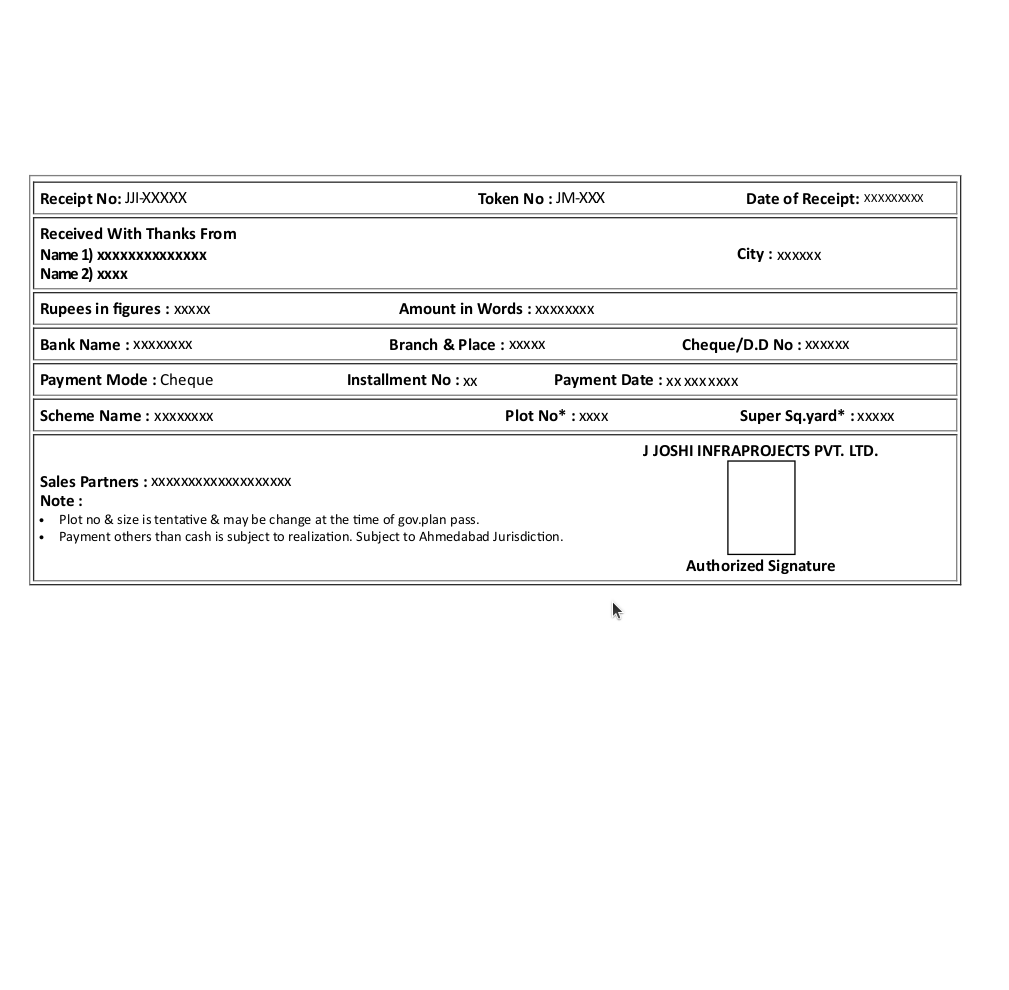 Receipt No: JJI-XXXXX Token No : JM-XXX Date of Receipt: xxxxxxxxx
Received With Thanks From
Name 1) xxxxxxxxxxxxxx
City : xxxxxx
Name 2) xxxx
Rupees in figures : xxxxx Amount in Words : xxxxxxxx
Bank Name : xxxxxxxx Branch & Place : xxxxx Cheque/D.D No : xxxxxx
Payment Mode : Cheque Installment No : xx Payment Date : xx xxxxxxxx
Scheme Name : xxxxxxxx Plot No* : xxxx Super Sq.yard* : xxxxx
J JOSHI INFRAPROJECTS PVT. LTD.
Sales Partners : xxxxxxxxxxxxxxxxxxx
Note :
• Plot no & size is tentative & may be change at the time of gov.plan pass.
• Payment others than cash is subject to realization. Subject to Ahmedabad Jurisdiction.
Authorized Signature